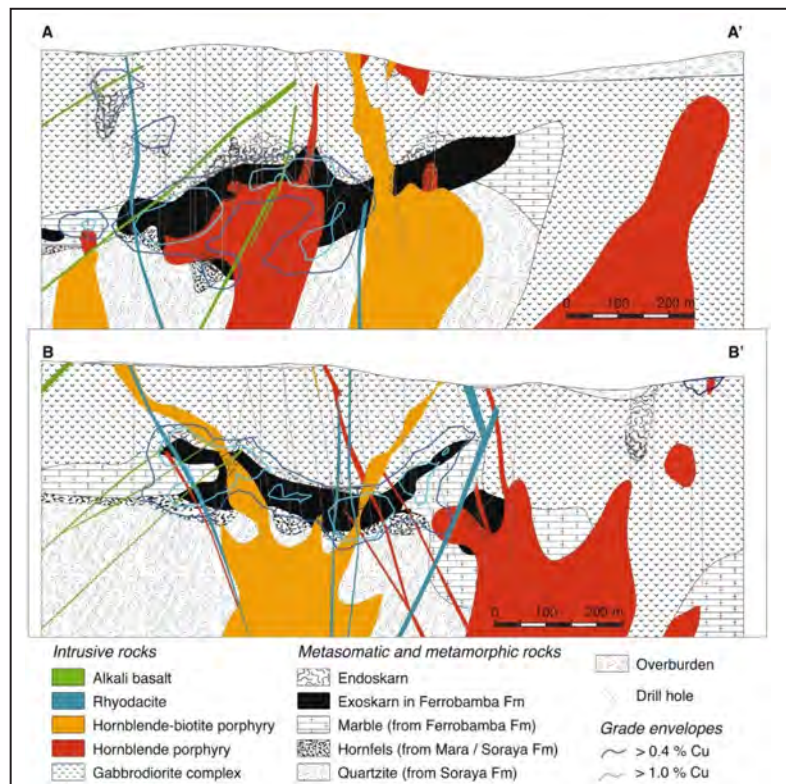 A A'
0 100 200 m
B B'
0 100 200 m
Intrusive rocks
Alkali basalt
Rhyodacite
Hornblende-biotite porphyry
Hornblende porphyry
Gabbrodiorite complex
Metasomatic and metamorphic rocks
Endoskarn
Exoskarn in Ferrobamba Fm
Marble (from Ferrobamba Fm)
Hornfels (from Mara / Soraya Fm)
Quartzite (from Soraya Fm)
Overburden
Drill hole
Grade envelopes
> 0.4 % Cu
> 1.0 % Cu